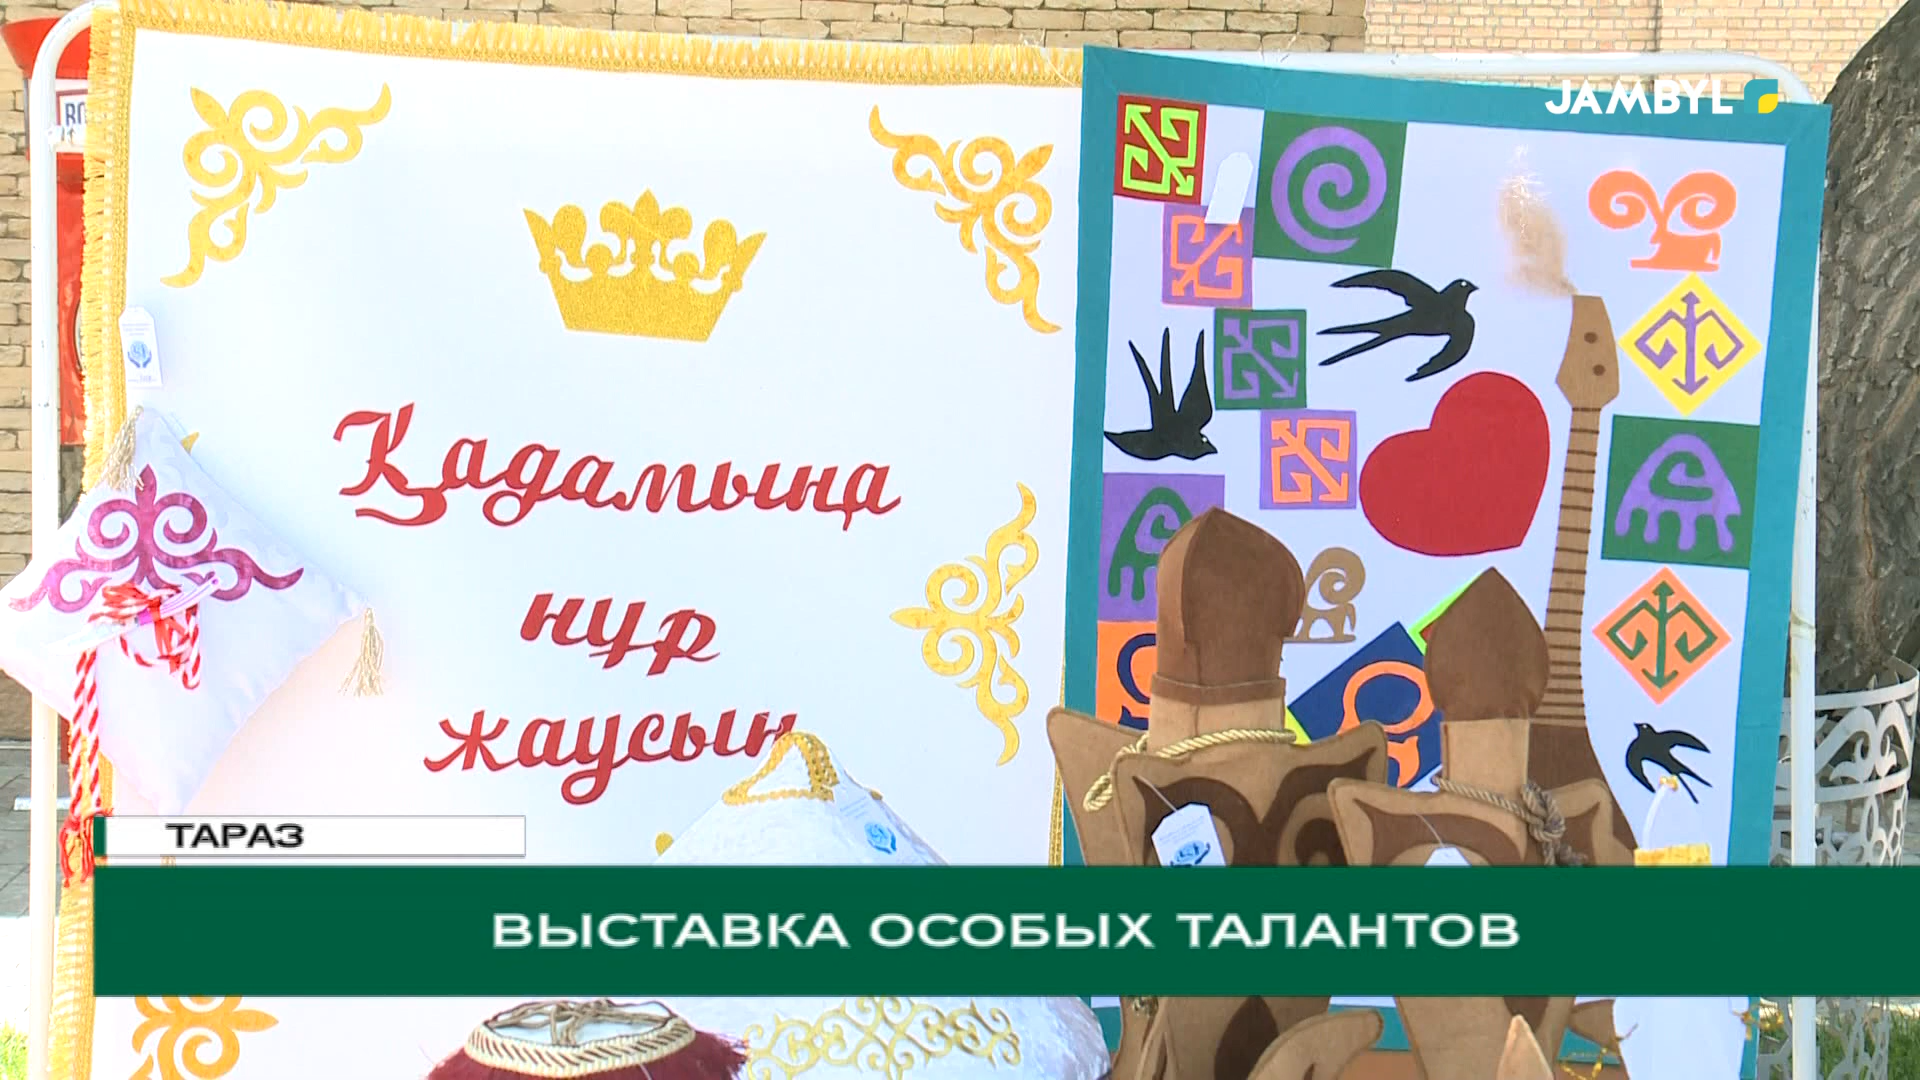 JAMBYL
Қадамыңа
нұр
жаусын
ТАРАЗ
ВЫСТАВКА ОСОБЫХ ТАЛАНТОВ